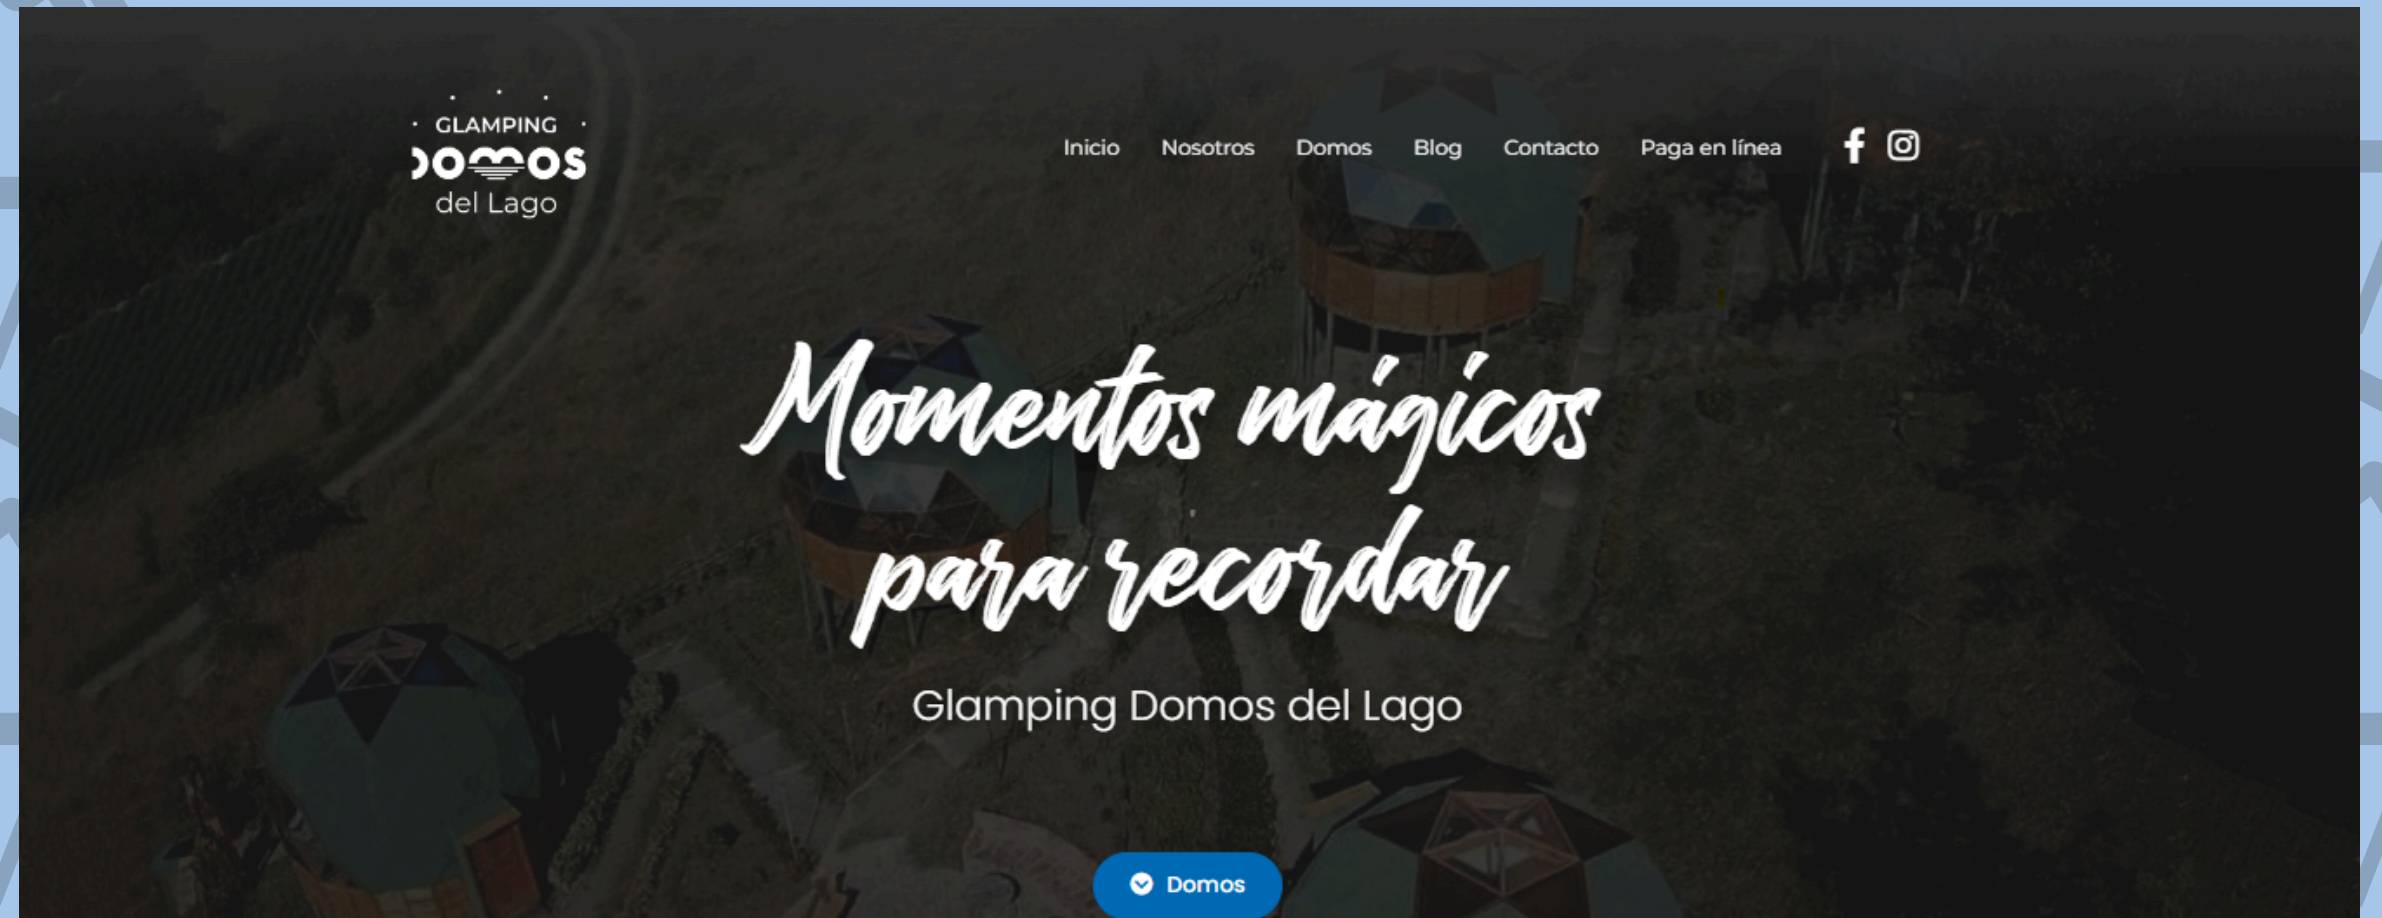 GLAMPING
DOMOS
del Lago
Inicio Nosotros Domos Blog Contacto Paga en línea
Momentos mágicos
para recordar
Glamping Domos del Lago
Domos